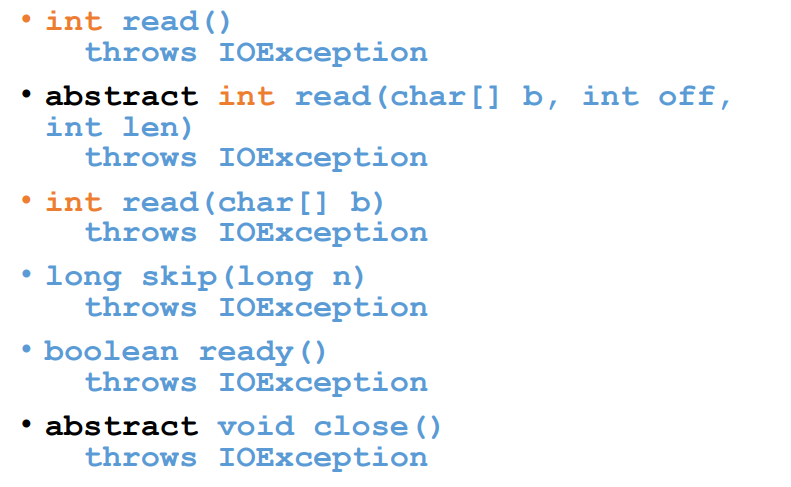 • int read()
throws IOException
• abstract int read(char[] b, int off,
int len)
throws IOException
• int read(char[] b)
throws IOException
• long skip(long n)
throws IOException
• boolean ready()
throws IOException
• abstract void close()
throws IOException